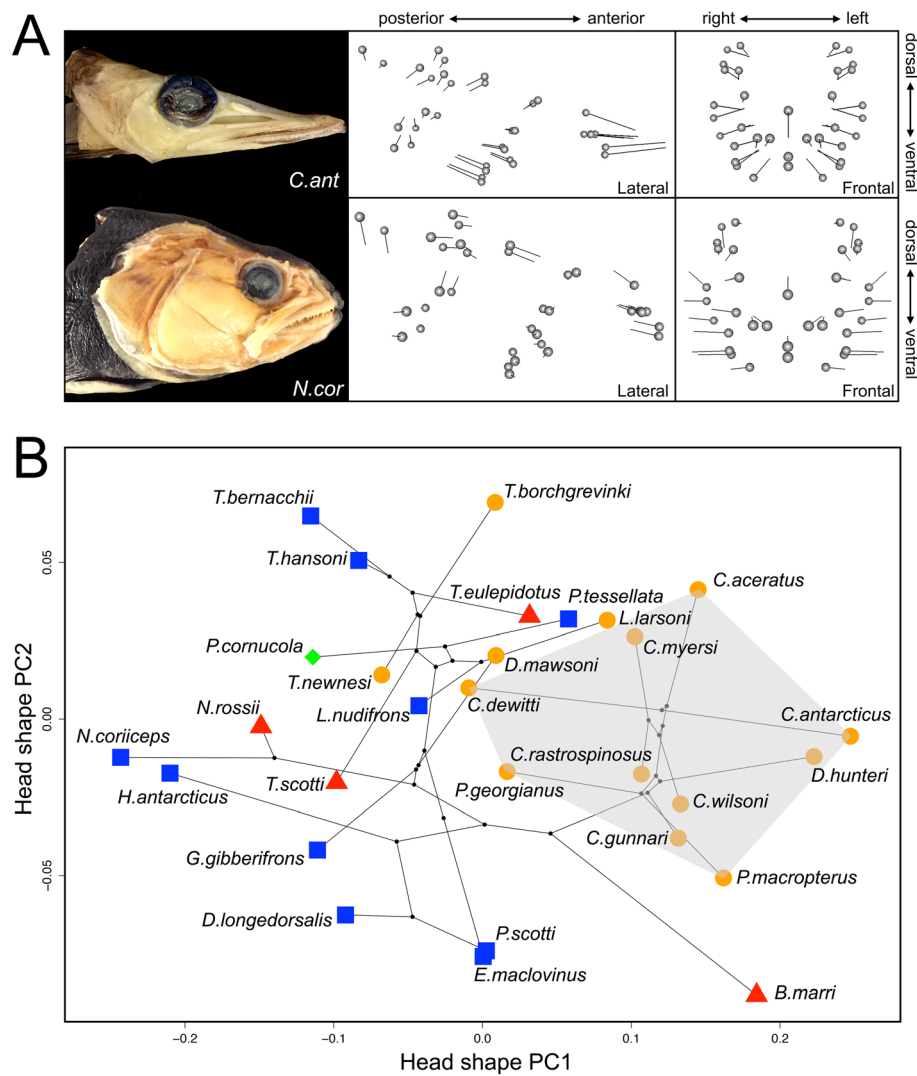 A
posterior
anterior
right
left
C.ant
Lateral
Frontal
dorsal
ventral
N.cor
Lateral
Frontal
dorsal
ventral
B
T.bernacchii
T.borchgrevinki
T.hansoni
T.eulepidotus
P.tessellata
C.aceratus
L.larsoni
P.cornucola
C.myersi
T.newnesi
D.mawsoni
N.rossii
L.nudifrons
C.dewitti
C.antarcticus
N.coriiceps
C.rastrospinosus
D.hunteri
H.antarcticus
T.scotti
P.georgianus
C.wilsoni
G.gibberifrons
C.gunnari
P.macropterus
D.longedorsalis
P.scotti
E.maclovinus
B.marri
0.05
0.00
−0.05
Head shape PC2
−0.2
−0.1
0.0
0.1
0.2
Head shape PC1